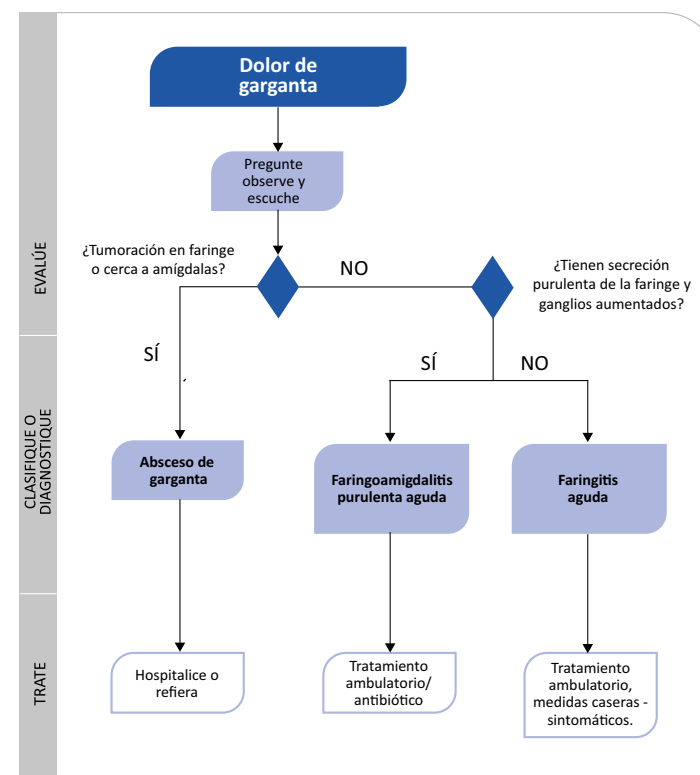 Dolor de
garganta
Pregunte
observe y
escuche
¿Tumoración en faringe
o cerca a amígdalas?
NO
¿Tienen secreción
purulenta de la faringe y
ganglios aumentados?
EVALÚE
SÍ
SÍ
NO
CLASIFIQUE O
DIAGNOSTIQUE
Absceso de
garganta
Faringoamigdalitis
purulenta aguda
Faringitis
aguda
TRATE
Hospitalice o
refiera
Tratamiento
ambulatorio/
antibiótico
Tratamiento
ambulatorio,
medidas caseras -
sintomáticos.